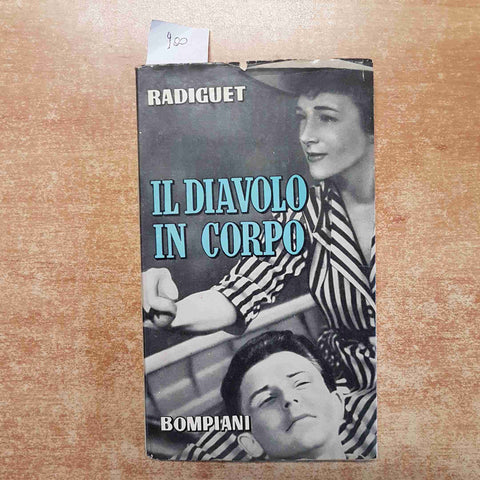 900
RADIGUET
IL DIAVOLO
IN CORPO
BOMPIANI